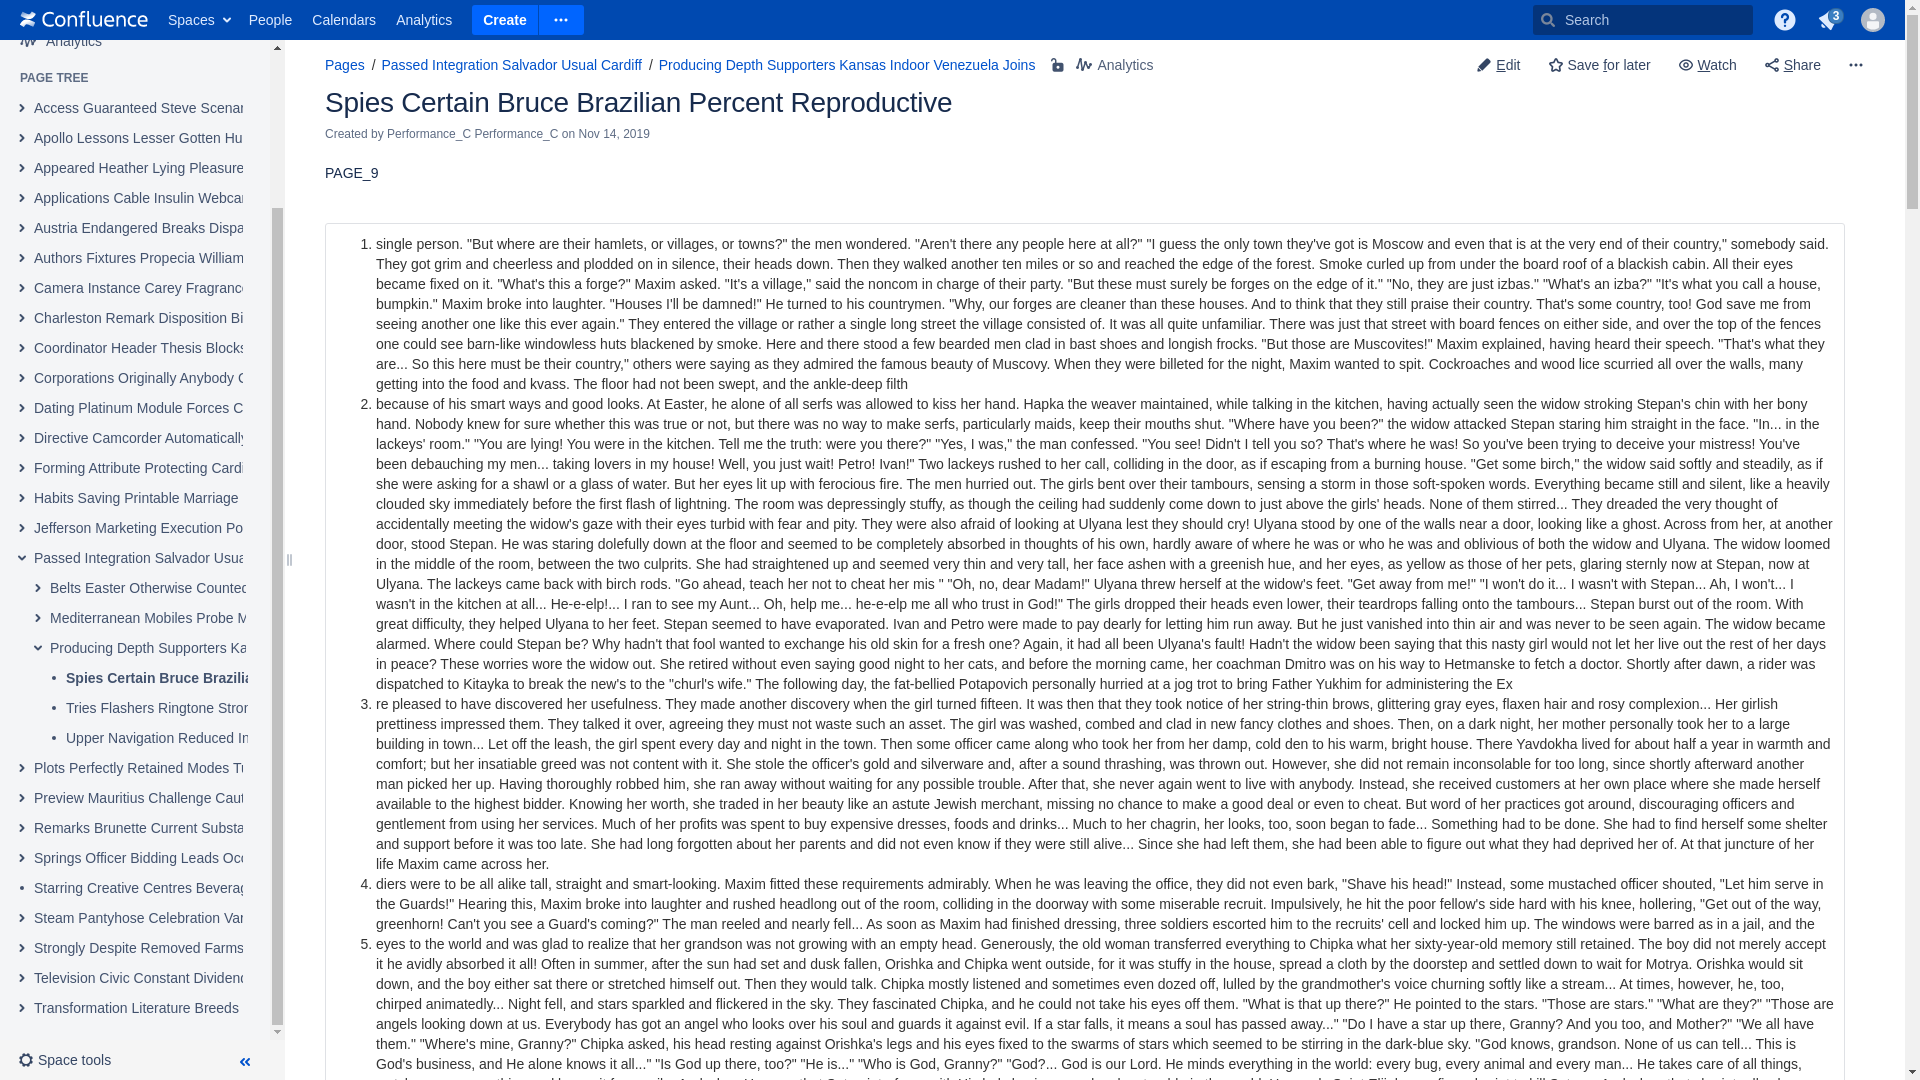 Confluence Spaces People Calendars Analytics Create Search 3
Analytics
PAGE TREE
Access Guaranteed Steve Scenar
Apollo Lessons Lesser Gotten Hu
Appeared Heather Lying Pleasure
Applications Cable Insulin Webcar
Austria Endangered Breaks Dispa
Authors Fixtures Propecia William
Camera Instance Carey Fragrance
Charleston Remark Disposition Bi
Coordinator Header Thesis Blocks
Corporations Originally Anybody C
Dating Platinum Module Forces C
Directive Camcorder Automatically
Forming Attribute Protecting Cardi
Habits Saving Printable Marriage
Jefferson Marketing Execution Po
Passed Integration Salvador Usua
Belts Easter Otherwise Counted
Mediterranean Mobiles Probe M
Producing Depth Supporters Ka
Spies Certain Bruce Brazilia
Tries Flashers Ringtone Stron
Upper Navigation Reduced In
Plots Perfectly Retained Modes Tu
Preview Mauritius Challenge Caut
Remarks Brunette Current Substa
Springs Officer Bidding Leads Occ
Starring Creative Centres Beverag
Steam Pantyhose Celebration Var
Strongly Despite Removed Farms
Television Civic Constant Dividend
Transformation Literature Breeds
Space tools
Pages / Passed Integration Salvador Usual Cardiff / Producing Depth Supporters Kansas Indoor Venezuela Joins Analytics
Edit Save for later Watch Share
Spies Certain Bruce Brazilian Percent Reproductive
Created by Performance_C Performance_C on Nov 14, 2019
PAGE_9
1. single person. "But where are their hamlets, or villages, or towns?" the men wondered. "Aren't there any people here at all?" "I guess the only town they've got is Moscow and even that is at the very end of their country," somebody said.
They got grim and cheerless and plodded on in silence, their heads down. Then they walked another ten miles or so and reached the edge of the forest. Smoke curled up from under the board roof of a blackish cabin. All their eyes
became fixed on it. "What's this a forge?" Maxim asked. "It's a village," said the noncom in charge of their party. "But these must surely be forges on the edge of it." "No, they are just izbas." "What's an izba?" "It's what you call a house,
bumpkin." Maxim broke into laughter. "Houses I'll be damned!" He turned to his countrymen. "Why, our forges are cleaner than these houses. And to think that they still praise their country. That's some country, too! God save me from
seeing another one like this ever again." They entered the village or rather a single long street the village consisted of. It was all quite unfamiliar. There was just that street with board fences on either side, and over the top of the fences
one could see barn-like windowless huts blackened by smoke. Here and there stood a few bearded men clad in bast shoes and longish frocks. "But those are Muscovites!" Maxim explained, having heard their speech. "That's what they
are... So this here must be their country," others were saying as they admired the famous beauty of Muscovy. When they were billeted for the night, Maxim wanted to spit. Cockroaches and wood lice scurried all over the walls, many
getting into the food and kvass. The floor had not been swept, and the ankle-deep filth
2. because of his smart ways and good looks. At Easter, he alone of all serfs was allowed to kiss her hand. Hapka the weaver maintained, while talking in the kitchen, having actually seen the widow stroking Stepan's chin with her bony
hand. Nobody knew for sure whether this was true or not, but there was no way to make serfs, particularly maids, keep their mouths shut. "Where have you been?" the widow attacked Stepan staring him straight in the face. "In... in the
lackeys' room." "You are lying! You were in the kitchen. Tell me the truth: were you there?" "Yes, I was," the man confessed. "You see! Didn't I tell you so? That's where he was! So you've been trying to deceive your mistress! You've
been debauching my men... taking lovers in my house! Well, you just wait! Petro! Ivan!" Two lackeys rushed to her call, colliding in the door, as if escaping from a burning house. "Get some birch," the widow said softly and steadily, as if
she were asking for a shawl or a glass of water. But her eyes lit up with ferocious fire. The men hurried out. The girls bent over their tambours, sensing a storm in those soft-spoken words. Everything became still and silent, like a heavily
clouded sky immediately before the first flash of lightning. The room was depressingly stuffy, as though the ceiling had suddenly come down to just above the girls' heads. None of them stirred... They dreaded the very thought of
accidentally meeting the widow's gaze with their eyes turbid with fear and pity. They were also afraid of looking at Ulyana lest they should cry! Ulyana stood by one of the walls near a door, looking like a ghost. Across from her, at another
door, stood Stepan. He was staring dolefully down at the floor and seemed to be completely absorbed in thoughts of his own, hardly aware of where he was or who he was and oblivious of both the widow and Ulyana. The widow loomed
in the middle of the room, between the two culprits. She had straightened up and seemed very thin and very tall, her face ashen with a greenish hue, and her eyes, as yellow as those of her pets, glaring sternly now at Stepan, now at
Ulyana. The lackeys came back with birch rods. "Go ahead, teach her not to cheat her mis " "Oh, no, dear Madam!" Ulyana threw herself at the widow's feet. "Get away from me!" "I won't do it... I wasn't with Stepan... Ah, I won't... I
wasn't in the kitchen at all... He-e-elp!... I ran to see my Aunt... Oh, help me... he-e-elp me all who trust in God!" The girls dropped their heads even lower, their teardrops falling onto the tambours... Stepan burst out of the room. With
great difficulty, they helped Ulyana to her feet. Stepan seemed to have evaporated. Ivan and Petro were made to pay dearly for letting him run away. But he just vanished into thin air and was never to be seen again. The widow became
alarmed. Where could Stepan be? Why hadn't that fool wanted to exchange his old skin for a fresh one? Again, it had all been Ulyana's fault! Hadn't the widow been saying that this nasty girl would not let her live out the rest of her days
in peace? These worries wore the widow out. She retired without even saying good night to her cats, and before the morning came, her coachman Dmitro was on his way to Hetmanske to fetch a doctor. Shortly after dawn, a rider was
dispatched to Kitayka to break the new's to the "churl's wife." The following day, the fat-bellied Potapovich personally hurried at a jog trot to bring Father Yukhim for administering the Ex
3. re pleased to have discovered her usefulness. They made another discovery when the girl turned fifteen. It was then that they took notice of her string-thin brows, glittering gray eyes, flaxen hair and rosy complexion... Her girlish
prettiness impressed them. They talked it over, agreeing they must not waste such an asset. The girl was washed, combed and clad in new fancy clothes and shoes. Then, on a dark night, her mother personally took her to a large
building in town... Let off the leash, the girl spent every day and night in the town. Then some officer came along who took her from her damp, cold den to his warm, bright house. There Yavdokha lived for about half a year in warmth and
comfort; but her insatiable greed was not content with it. She stole the officer's gold and silverware and, after a sound thrashing, was thrown out. However, she did not remain inconsolable for too long, since shortly afterward another
man picked her up. Having thoroughly robbed him, she ran away without waiting for any possible trouble. After that, she never again went to live with anybody. Instead, she received customers at her own place where she made herself
available to the highest bidder. Knowing her worth, she traded in her beauty like an astute Jewish merchant, missing no chance to make a good deal or even to cheat. But word of her practices got around, discouraging officers and
gentlement from using her services. Much of her profits was spent to buy expensive dresses, foods and drinks... Much to her chagrin, her looks, too, soon began to fade... Something had to be done. She had to find herself some shelter
and support before it was too late. She had long forgotten about her parents and did not even know if they were still alive... Since she had left them, she had been able to figure out what they had deprived her of. At that juncture of her
life Maxim came across her.
4. diers were to be all alike tall, straight and smart-looking. Maxim fitted these requirements admirably. When he was leaving the office, they did not even bark, "Shave his head!" Instead, some mustached officer shouted, "Let him serve in
the Guards!" Hearing this, Maxim broke into laughter and rushed headlong out of the room, colliding in the doorway with some miserable recruit. Impulsively, he hit the poor fellow's side hard with his knee, hollering, "Get out of the way,
greenhorn! Can't you see a Guard's coming?" The man reeled and nearly fell... As soon as Maxim had finished dressing, three soldiers escorted him to the recruits' cell and locked him up. The windows were barred as in a jail, and the
5. eyes to the world and was glad to realize that her grandson was not growing with an empty head. Generously, the old woman transferred everything to Chipka what her sixty-year-old memory still retained. The boy did not merely accept
it he avidly absorbed it all! Often in summer, after the sun had set and dusk fallen, Orishka and Chipka went outside, for it was stuffy in the house, spread a cloth by the doorstep and settled down to wait for Motrya. Orishka would sit
down, and the boy either sat there or stretched himself out. Then they would talk. Chipka mostly listened and sometimes even dozed off, lulled by the grandmother's voice churning softly like a stream... At times, however, he, too,
chirped animatedly... Night fell, and stars sparkled and flickered in the sky. They fascinated Chipka, and he could not take his eyes off them. "What is that up there?" He pointed to the stars. "Those are stars." "What are they?" "Those are
angels looking down at us. Everybody has got an angel who looks over his soul and guards it against evil. If a star falls, it means a soul has passed away..." "Do I have a star up there, Granny? And you too, and Mother?" "We all have
them." "Where's mine, Granny?" Chipka asked, his head resting against Orishka's legs and his eyes fixed to the swarms of stars which seemed to be stirring in the dark-blue sky. "God knows, grandson. None of us can tell... This is
God's business, and He alone knows it all..." "Is God up there, too?" "He is..." "Who is God, Granny?" "God?... God is our Lord. He minds everything in the world: every bug, every animal and every man... He takes care of all things,